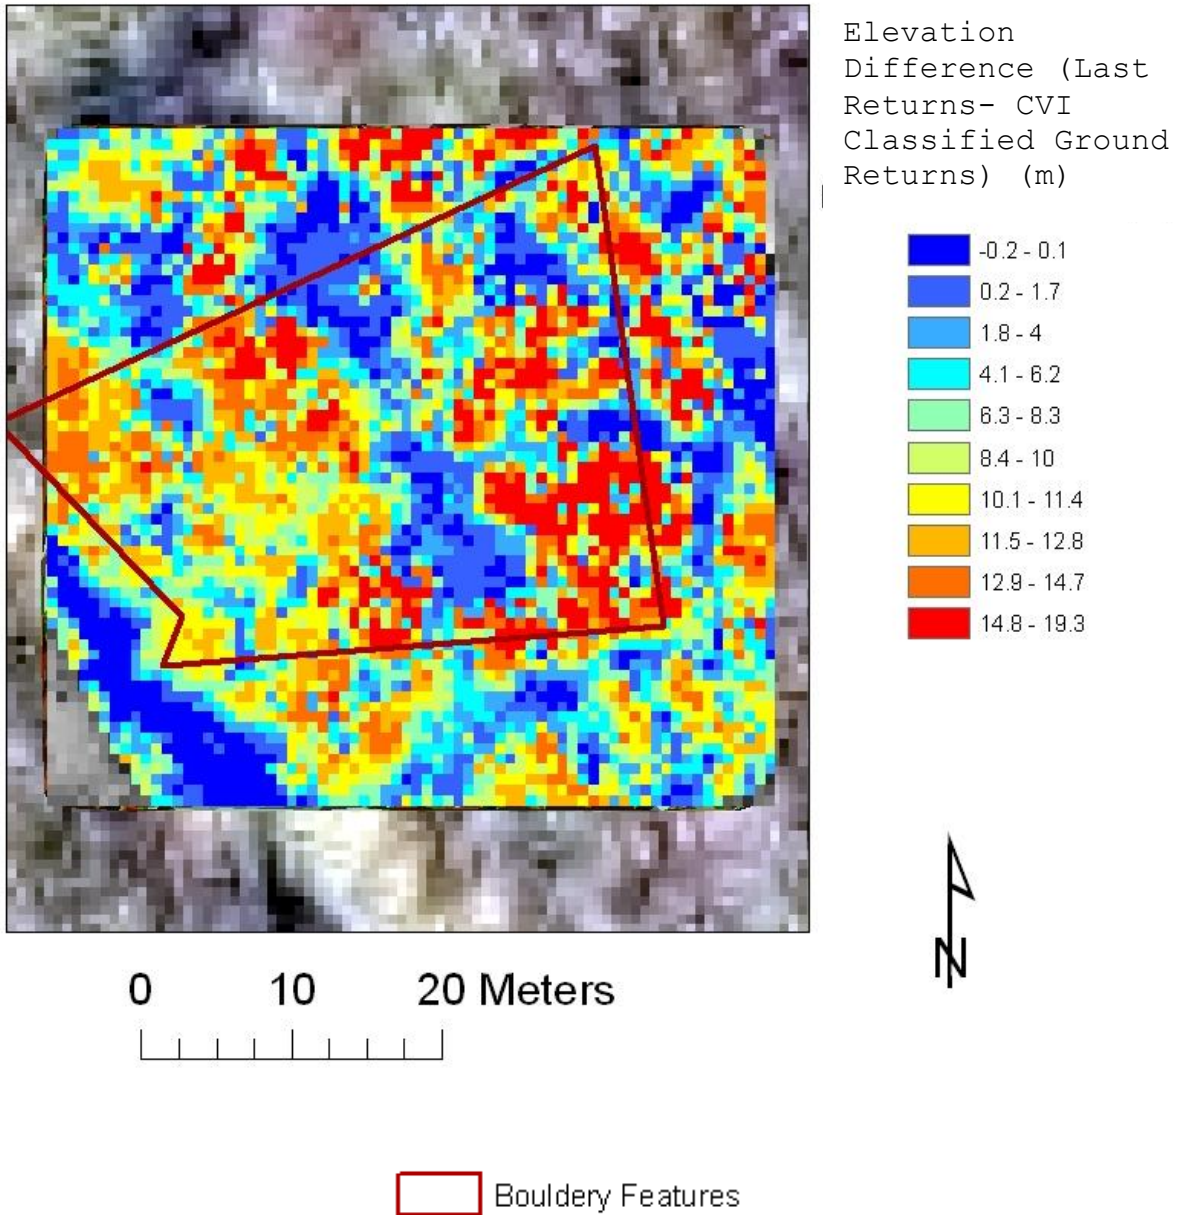 Elevation
Difference (Last
Returns- CVI
Classified Ground
Returns) (m)
-0.2 - 0.1
0.2 - 1.7
1.8 - 4
4.1 - 6.2
6.3 - 8.3
8.4 - 10
10.1 - 11.4
11.5 - 12.8
12.9 - 14.7
14.8 - 19.3
N
0 10 20 Meters
Bouldery Features